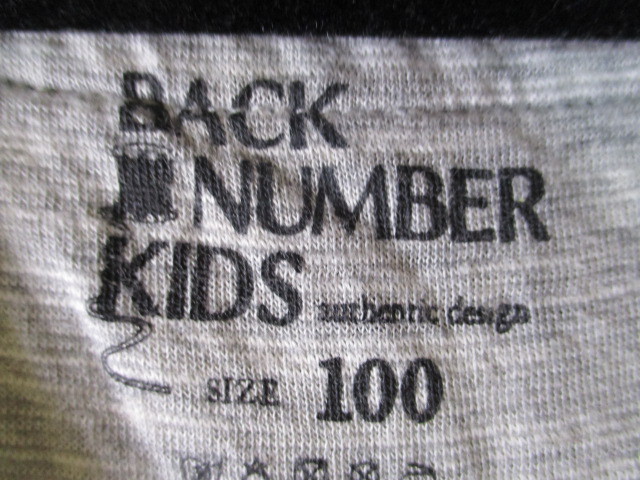 BACK
NUMBER
KIDS authentic design
SIZE 100